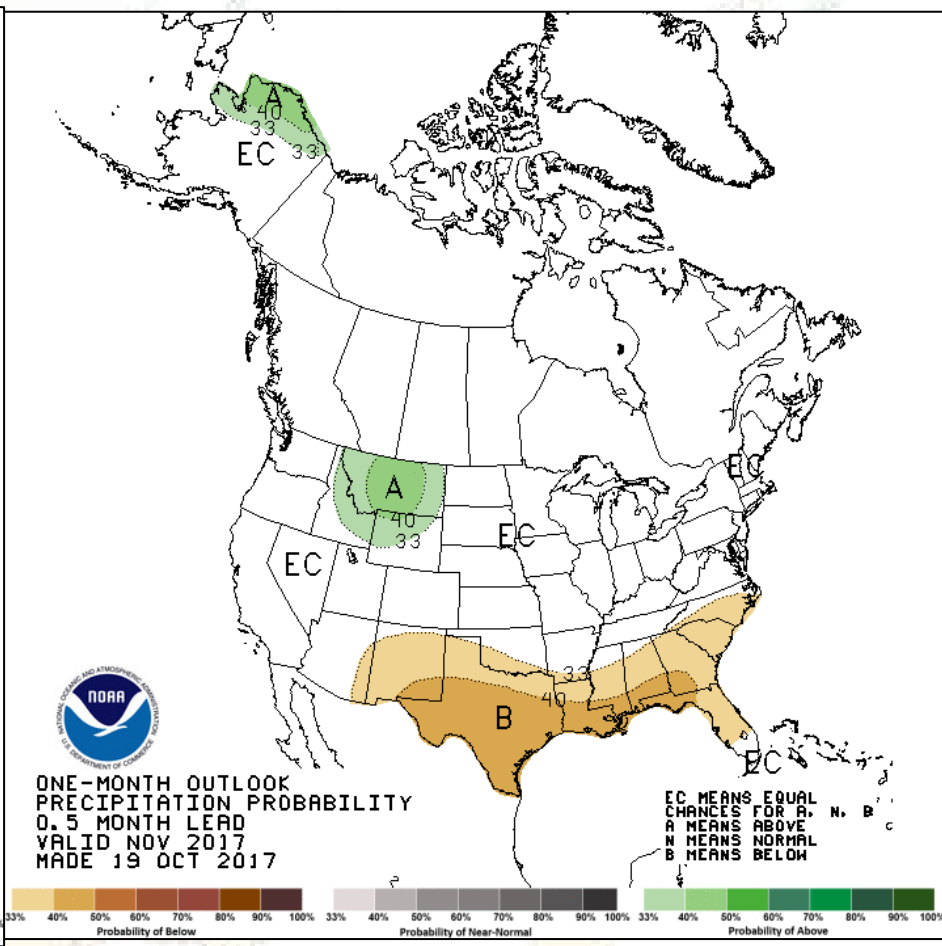 A
40
33
33
EC
EC
A
40
33
EC
EC
33
40
B
EC
NATIONAL OCEANIC AND ATMOSPHERIC ADMINISTRATION
NOAA
U.S. DEPARTMENT OF COMMERCE
ONE-MONTH OUTLOOK
PRECIPITATION PROBABILITY
0.5 MONTH LEAD
VALID NOV 2017
MADE 19 OCT 2017
EC MEANS EQUAL
CHANCES FOR A, N, B
A MEANS ABOVE
N MEANS NORMAL
B MEANS BELOW
33% 40% 50% 60% 70% 80% 90% 100%
Probability of Below
33% 40% 50% 60% 70% 80% 90% 100%
Probability of Near-Normal
33% 40% 50% 60% 70% 80% 90% 100%
Probability of Above